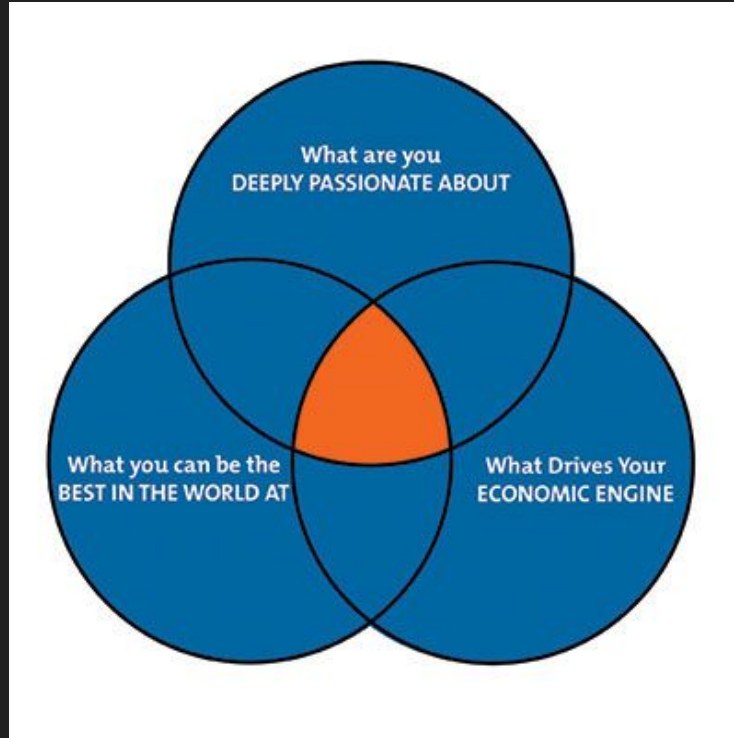 What are you
DEEPLY PASSIONATE ABOUT
What you can be the
BEST IN THE WORLD AT
What Drives Your
ECONOMIC ENGINE